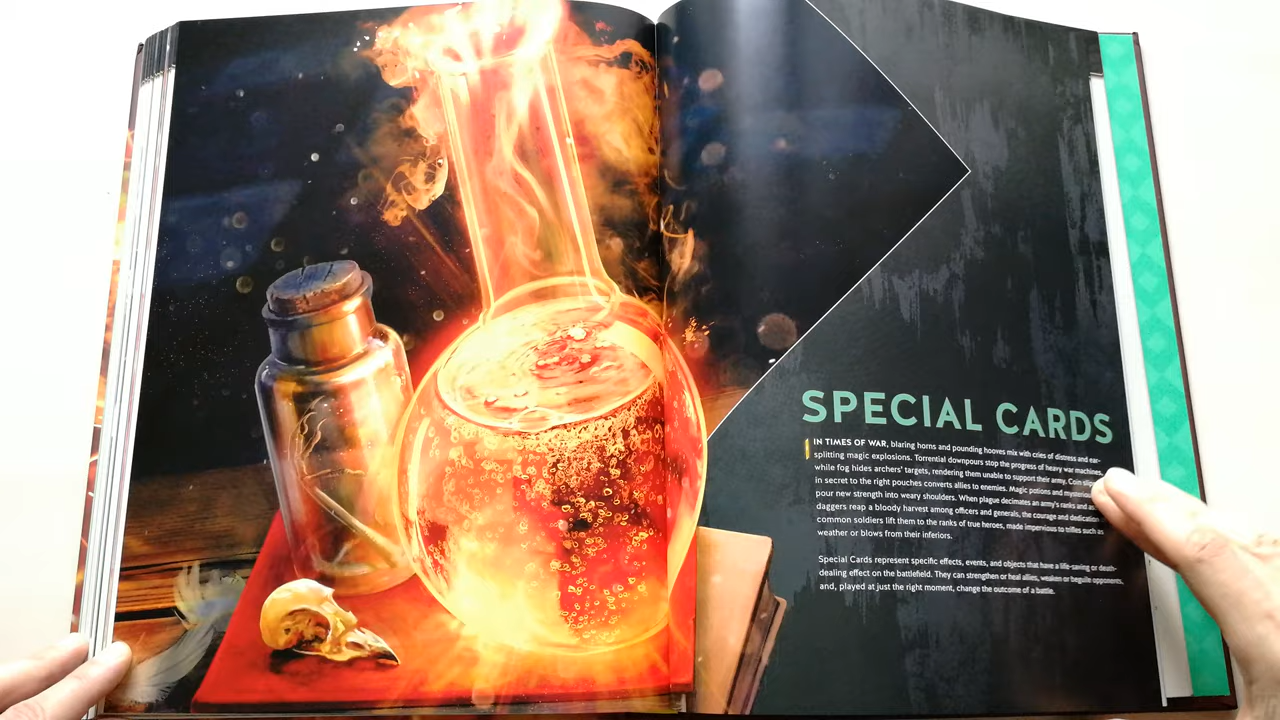 SPECIAL CARDS
IN TIMES OF WAR, blaring horns and pounding hooves mix with cries of distress and ear-
splitting magic explosions. Torrential downpours stop the progress of heavy war machines,
while fog hides archers' targets, rendering them unable to support their army. Coin
in secret to the right pouches converts allies to enemies. Magic potions and
pour new strength into weary shoulders. When plague decimates an army's ranks and
daggers reap a bloody harvest among officers and generals, the courage and dedication
common soldiers lift them to the ranks of true heroes, made impervious to trifles such as
weather or blows from their inferiors.
Special Cards represent specific effects, events, and objects that have a life-saving or death-
dealing effect on the battlefield. They can strengthen or heal allies, weaken or beguile opponents,
and, played at just the right moment, change the outcome of a battle.